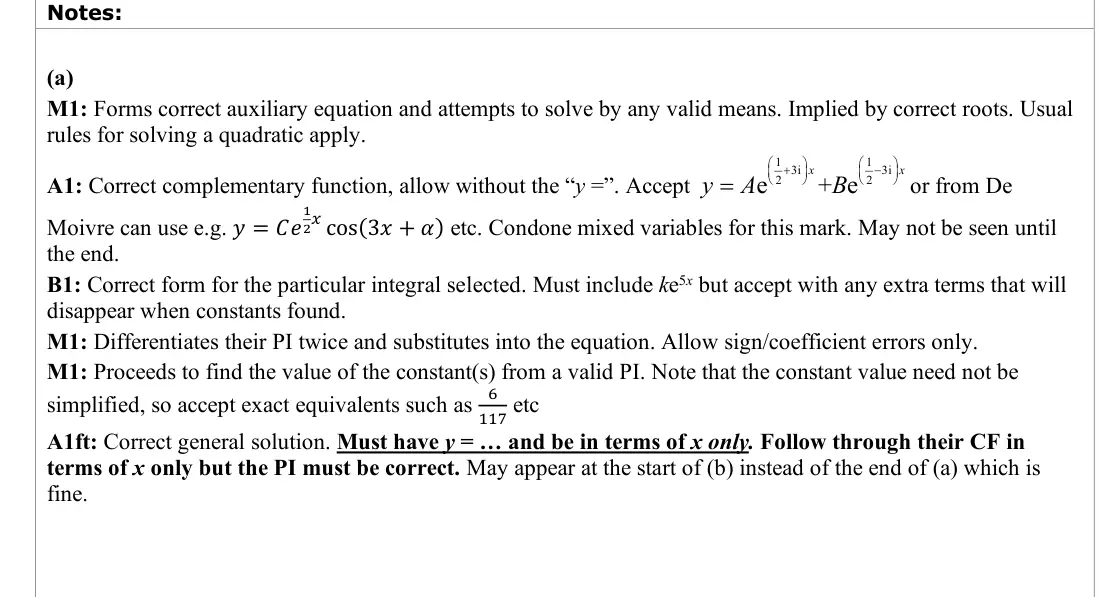 Notes:
(a)
M1: Forms correct auxiliary equation and attempts to solve by any valid means. Implied by correct roots. Usual
rules for solving a quadratic apply.
A1: Correct complementary function, allow without the “y =”. Accept y = Ae^(1/2+3i)x +Be^(1/2−3i)x or from De
Moivre can use e.g. y = Ce^1/2x cos(3x + α) etc. Condone mixed variables for this mark. May not be seen until
the end.
B1: Correct form for the particular integral selected. Must include ke⁵ˣ but accept with any extra terms that will
disappear when constants found.
M1: Differentiates their PI twice and substitutes into the equation. Allow sign/coefficient errors only.
M1: Proceeds to find the value of the constant(s) from a valid PI. Note that the constant value need not be
simplified, so accept exact equivalents such as 6/117 etc
A1ft: Correct general solution. Must have y = … and be in terms of x only. Follow through their CF in
terms of x only but the PI must be correct. May appear at the start of (b) instead of the end of (a) which is
fine.